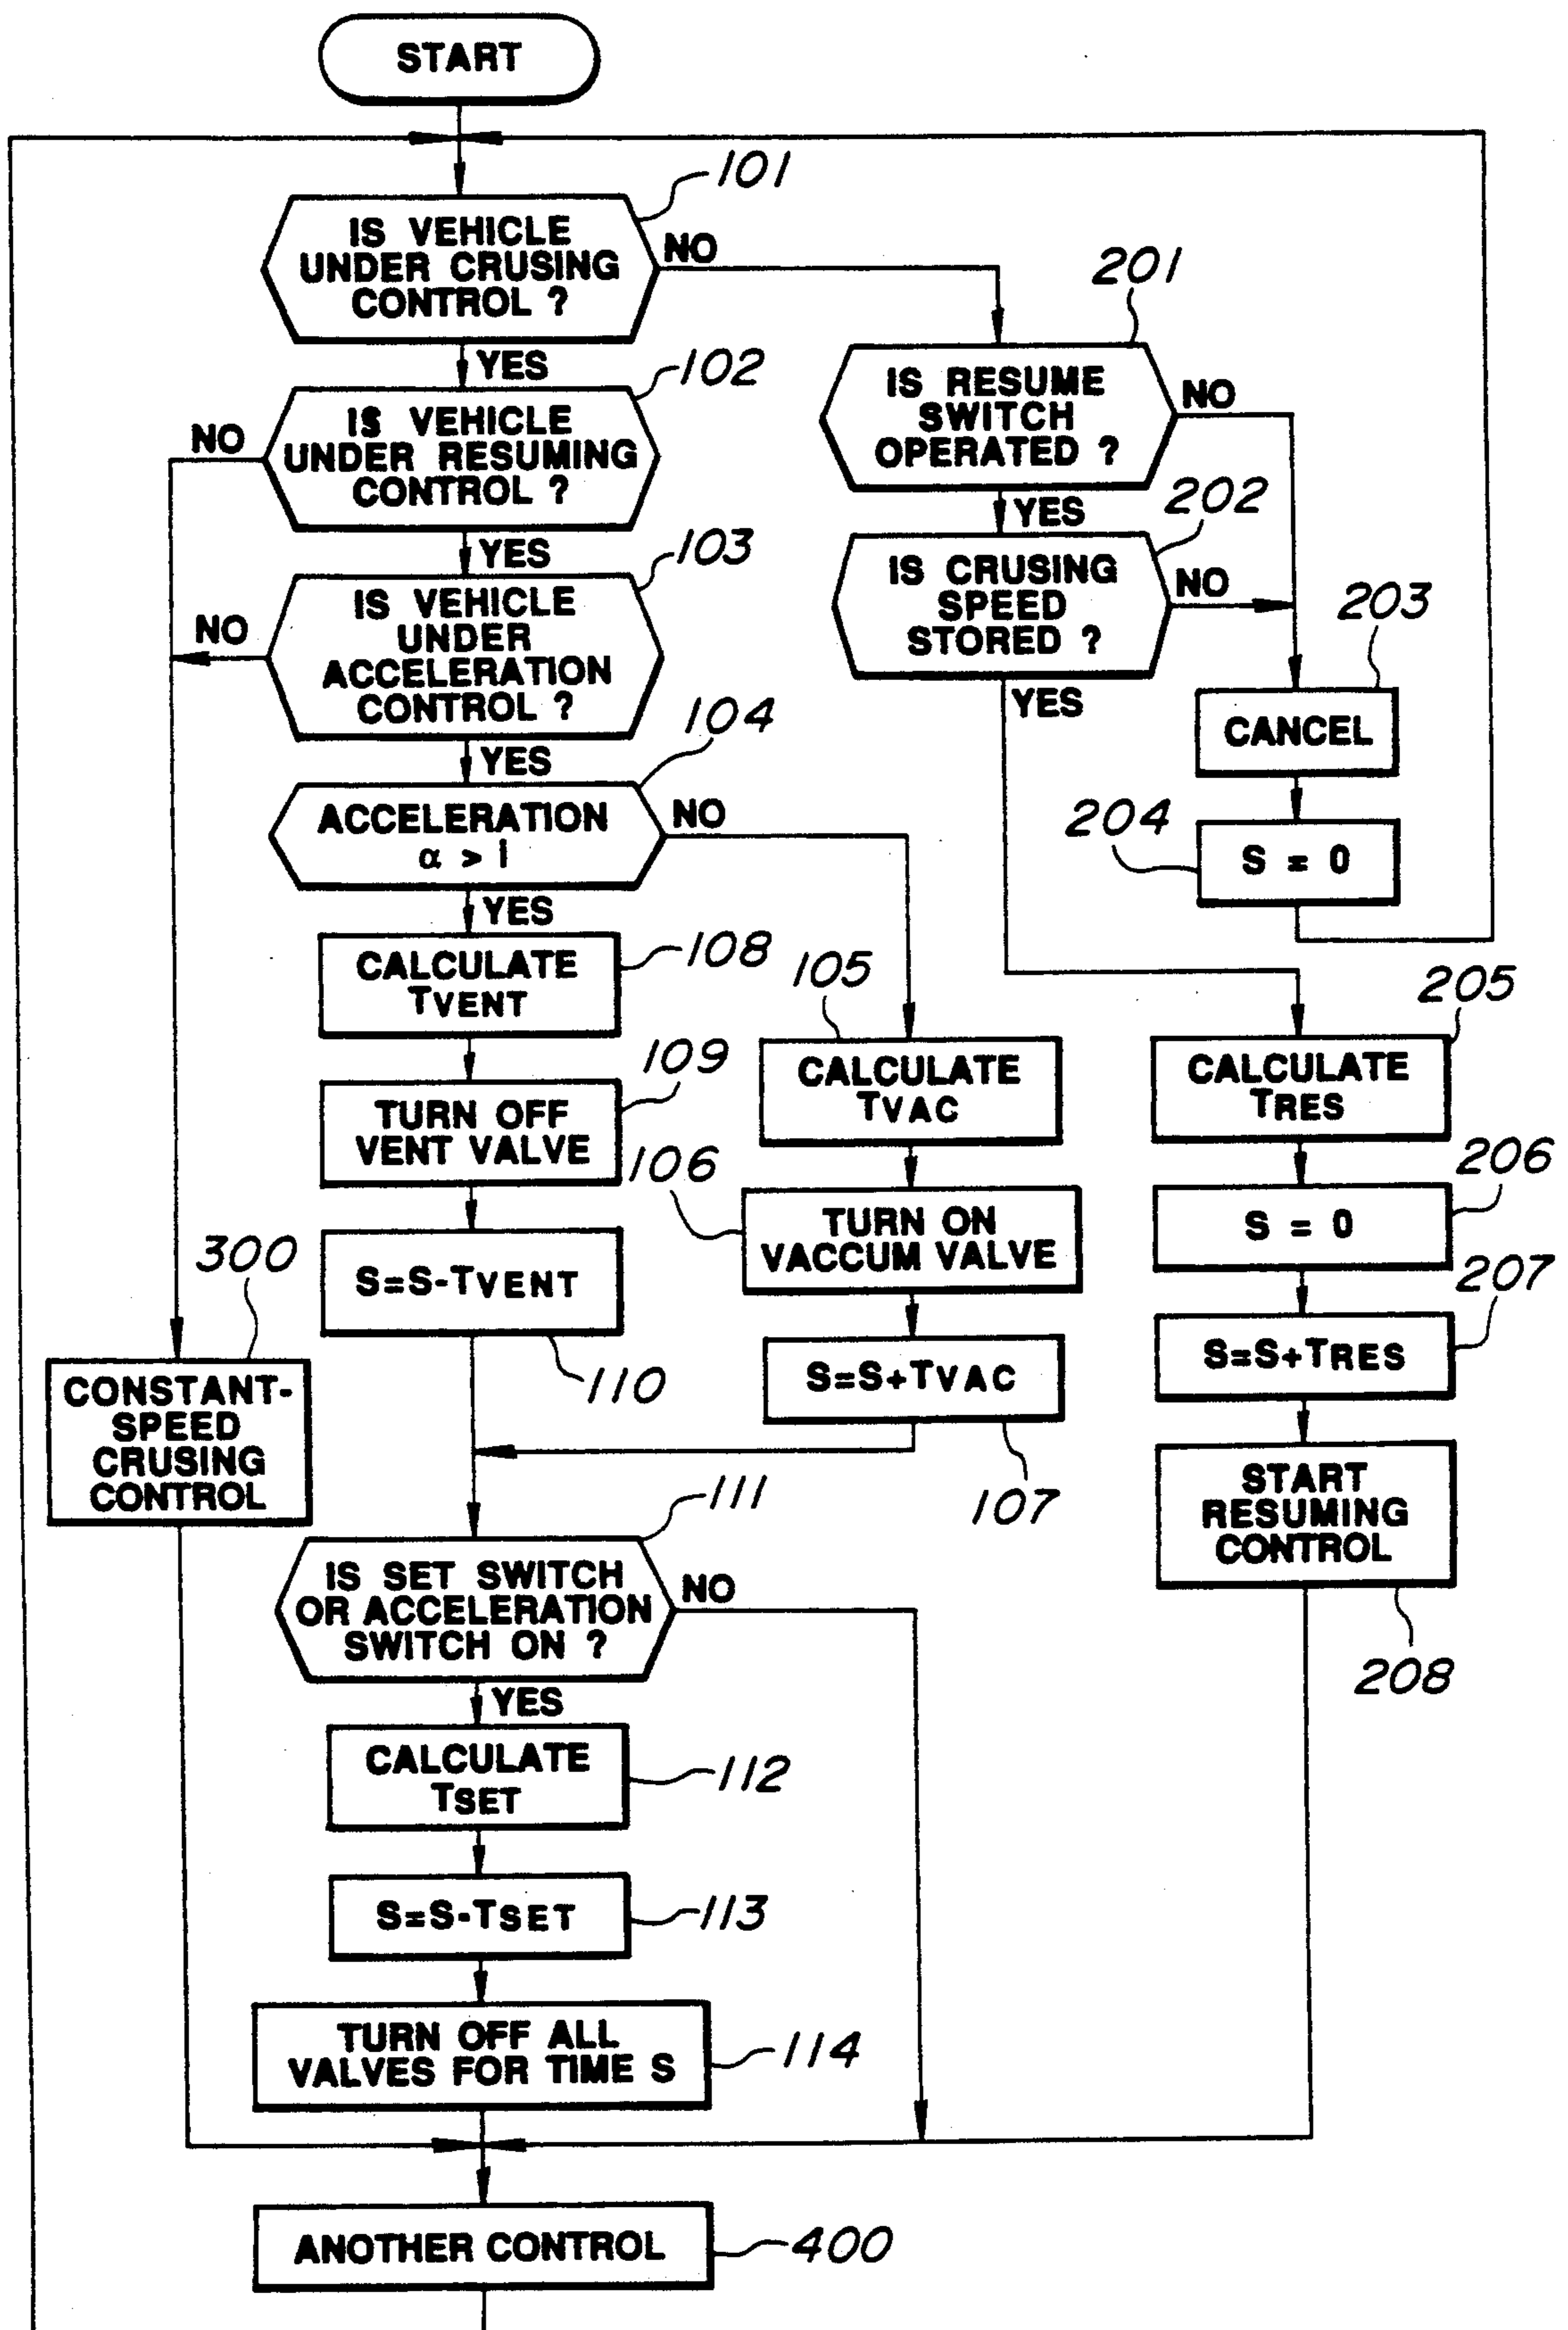 START
101
IS VEHICLE
UNDER CRUSING
CONTROL ?
NO
YES
102
IS VEHICLE
UNDER RESUMING
CONTROL ?
NO
YES
103
IS VEHICLE
UNDER
ACCELERATION
CONTROL ?
NO
YES
104
ACCELERATION
α > 1
NO
YES
108
CALCULATE
TVENT
109
TURN OFF
VENT VALVE
S=S-TVENT
110
105
CALCULATE
TVAC
106
TURN ON
VACCUM VALVE
S=S+TVAC
107
201
IS RESUME
SWITCH
OPERATED ?
NO
YES
202
IS CRUSING
SPEED
STORED ?
NO
YES
203
CANCEL
204
S = 0
205
CALCULATE
TRES
206
S = 0
207
S=S+TRES
START
RESUMING
CONTROL
208
300
CONSTANT-
SPEED
CRUSING
CONTROL
111
IS SET SWITCH
OR ACCELERATION
SWITCH ON ?
NO
YES
CALCULATE
TSET
112
S=S-TSET
113
TURN OFF ALL
VALVES FOR TIME S
114
ANOTHER CONTROL
400